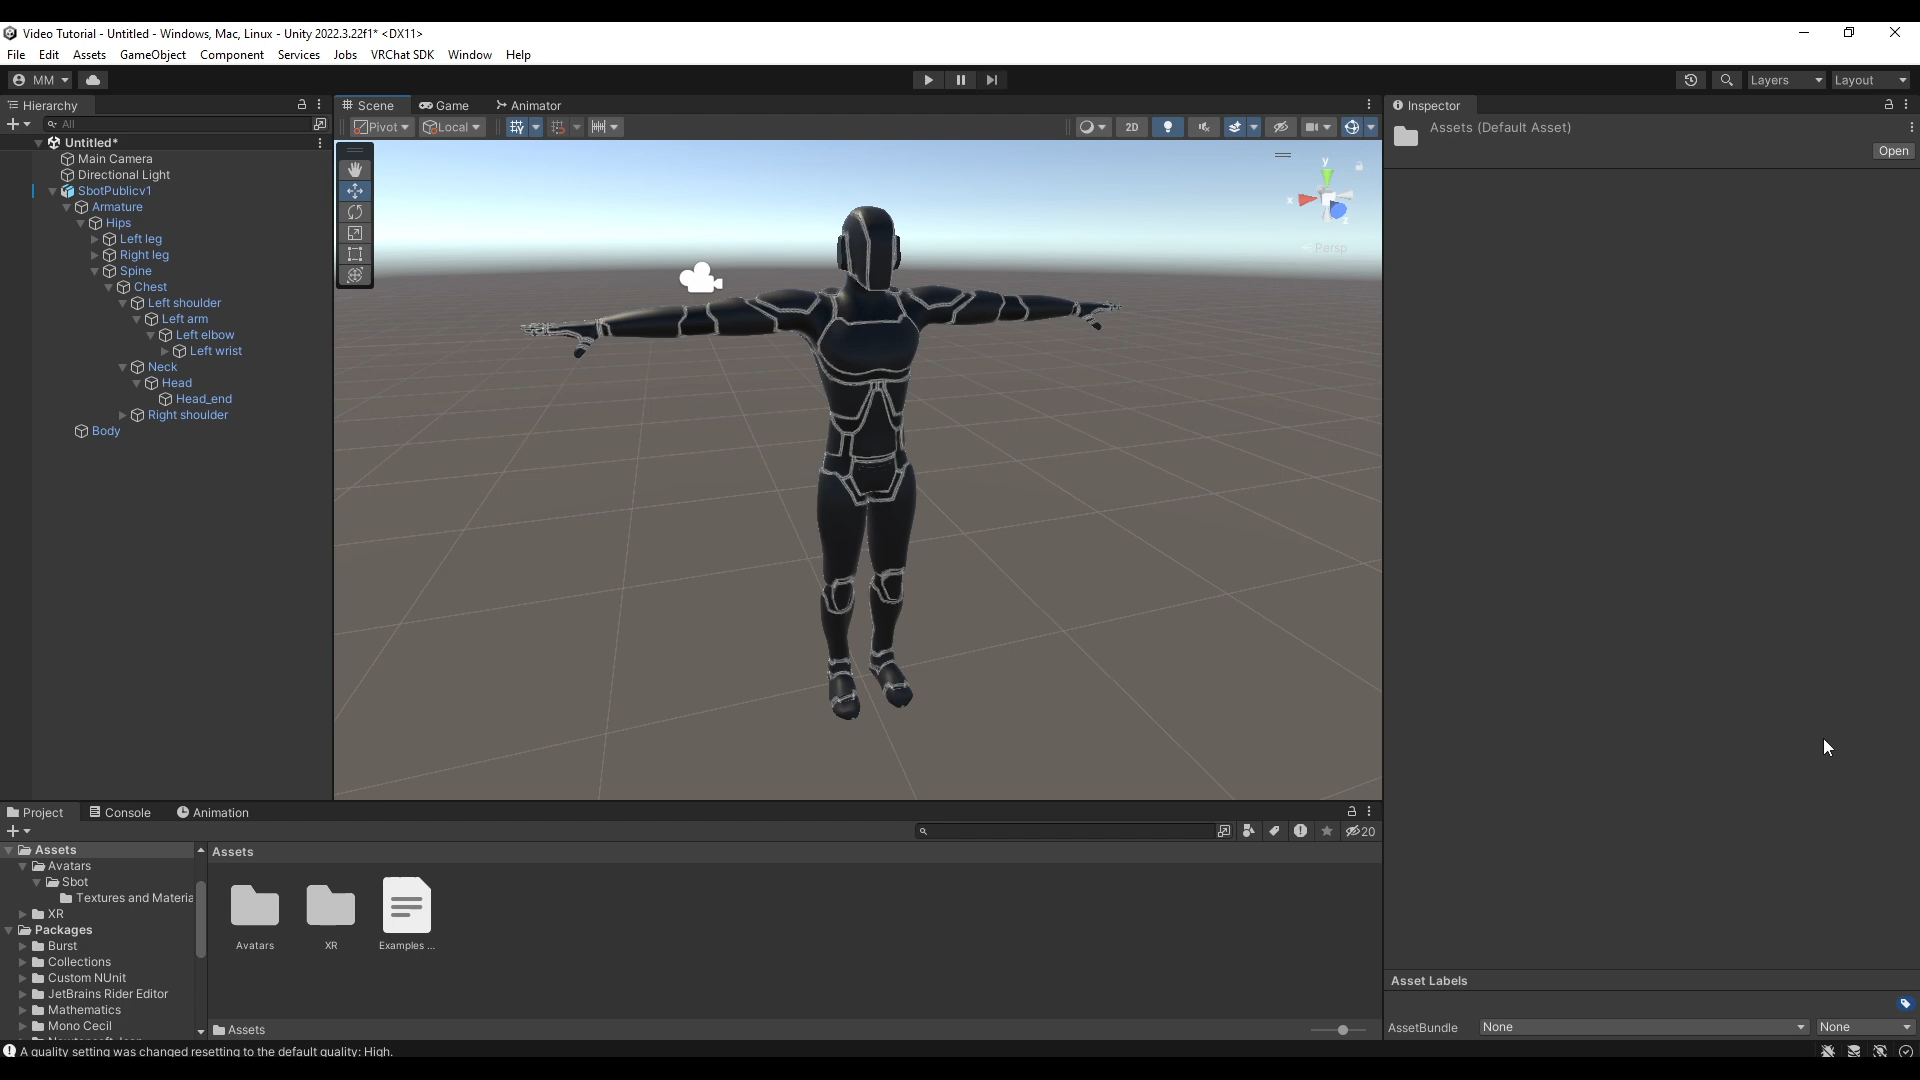 Video Tutorial - Untitled - Windows, Mac, Linux - Unity 2022.3.22f1* <DX11>
File Edit Assets GameObject Component Services Jobs VRChat SDK Window Help
MM
Layers Layout
Hierarchy
All
Untitled*
Main Camera
Directional Light
SbotPublicv1
Armature
Hips
Left leg
Right leg
Spine
Chest
Left shoulder
Left arm
Left elbow
Left wrist
Neck
Head
Head_end
Right shoulder
Body
Scene Game Animator
Pivot Local 2D
y
x
z
Persp
Inspector
Assets (Default Asset)
Open
Project Console Animation
20
Assets
Avatars
Sbot
Textures and Materia
XR
Packages
Burst
Collections
Custom NUnit
JetBrains Rider Editor
Mathematics
Mono Cecil
Assets
Avatars XR Examples ...
Assets
Asset Labels
AssetBundle None None
A quality setting was changed resetting to the default quality: High.